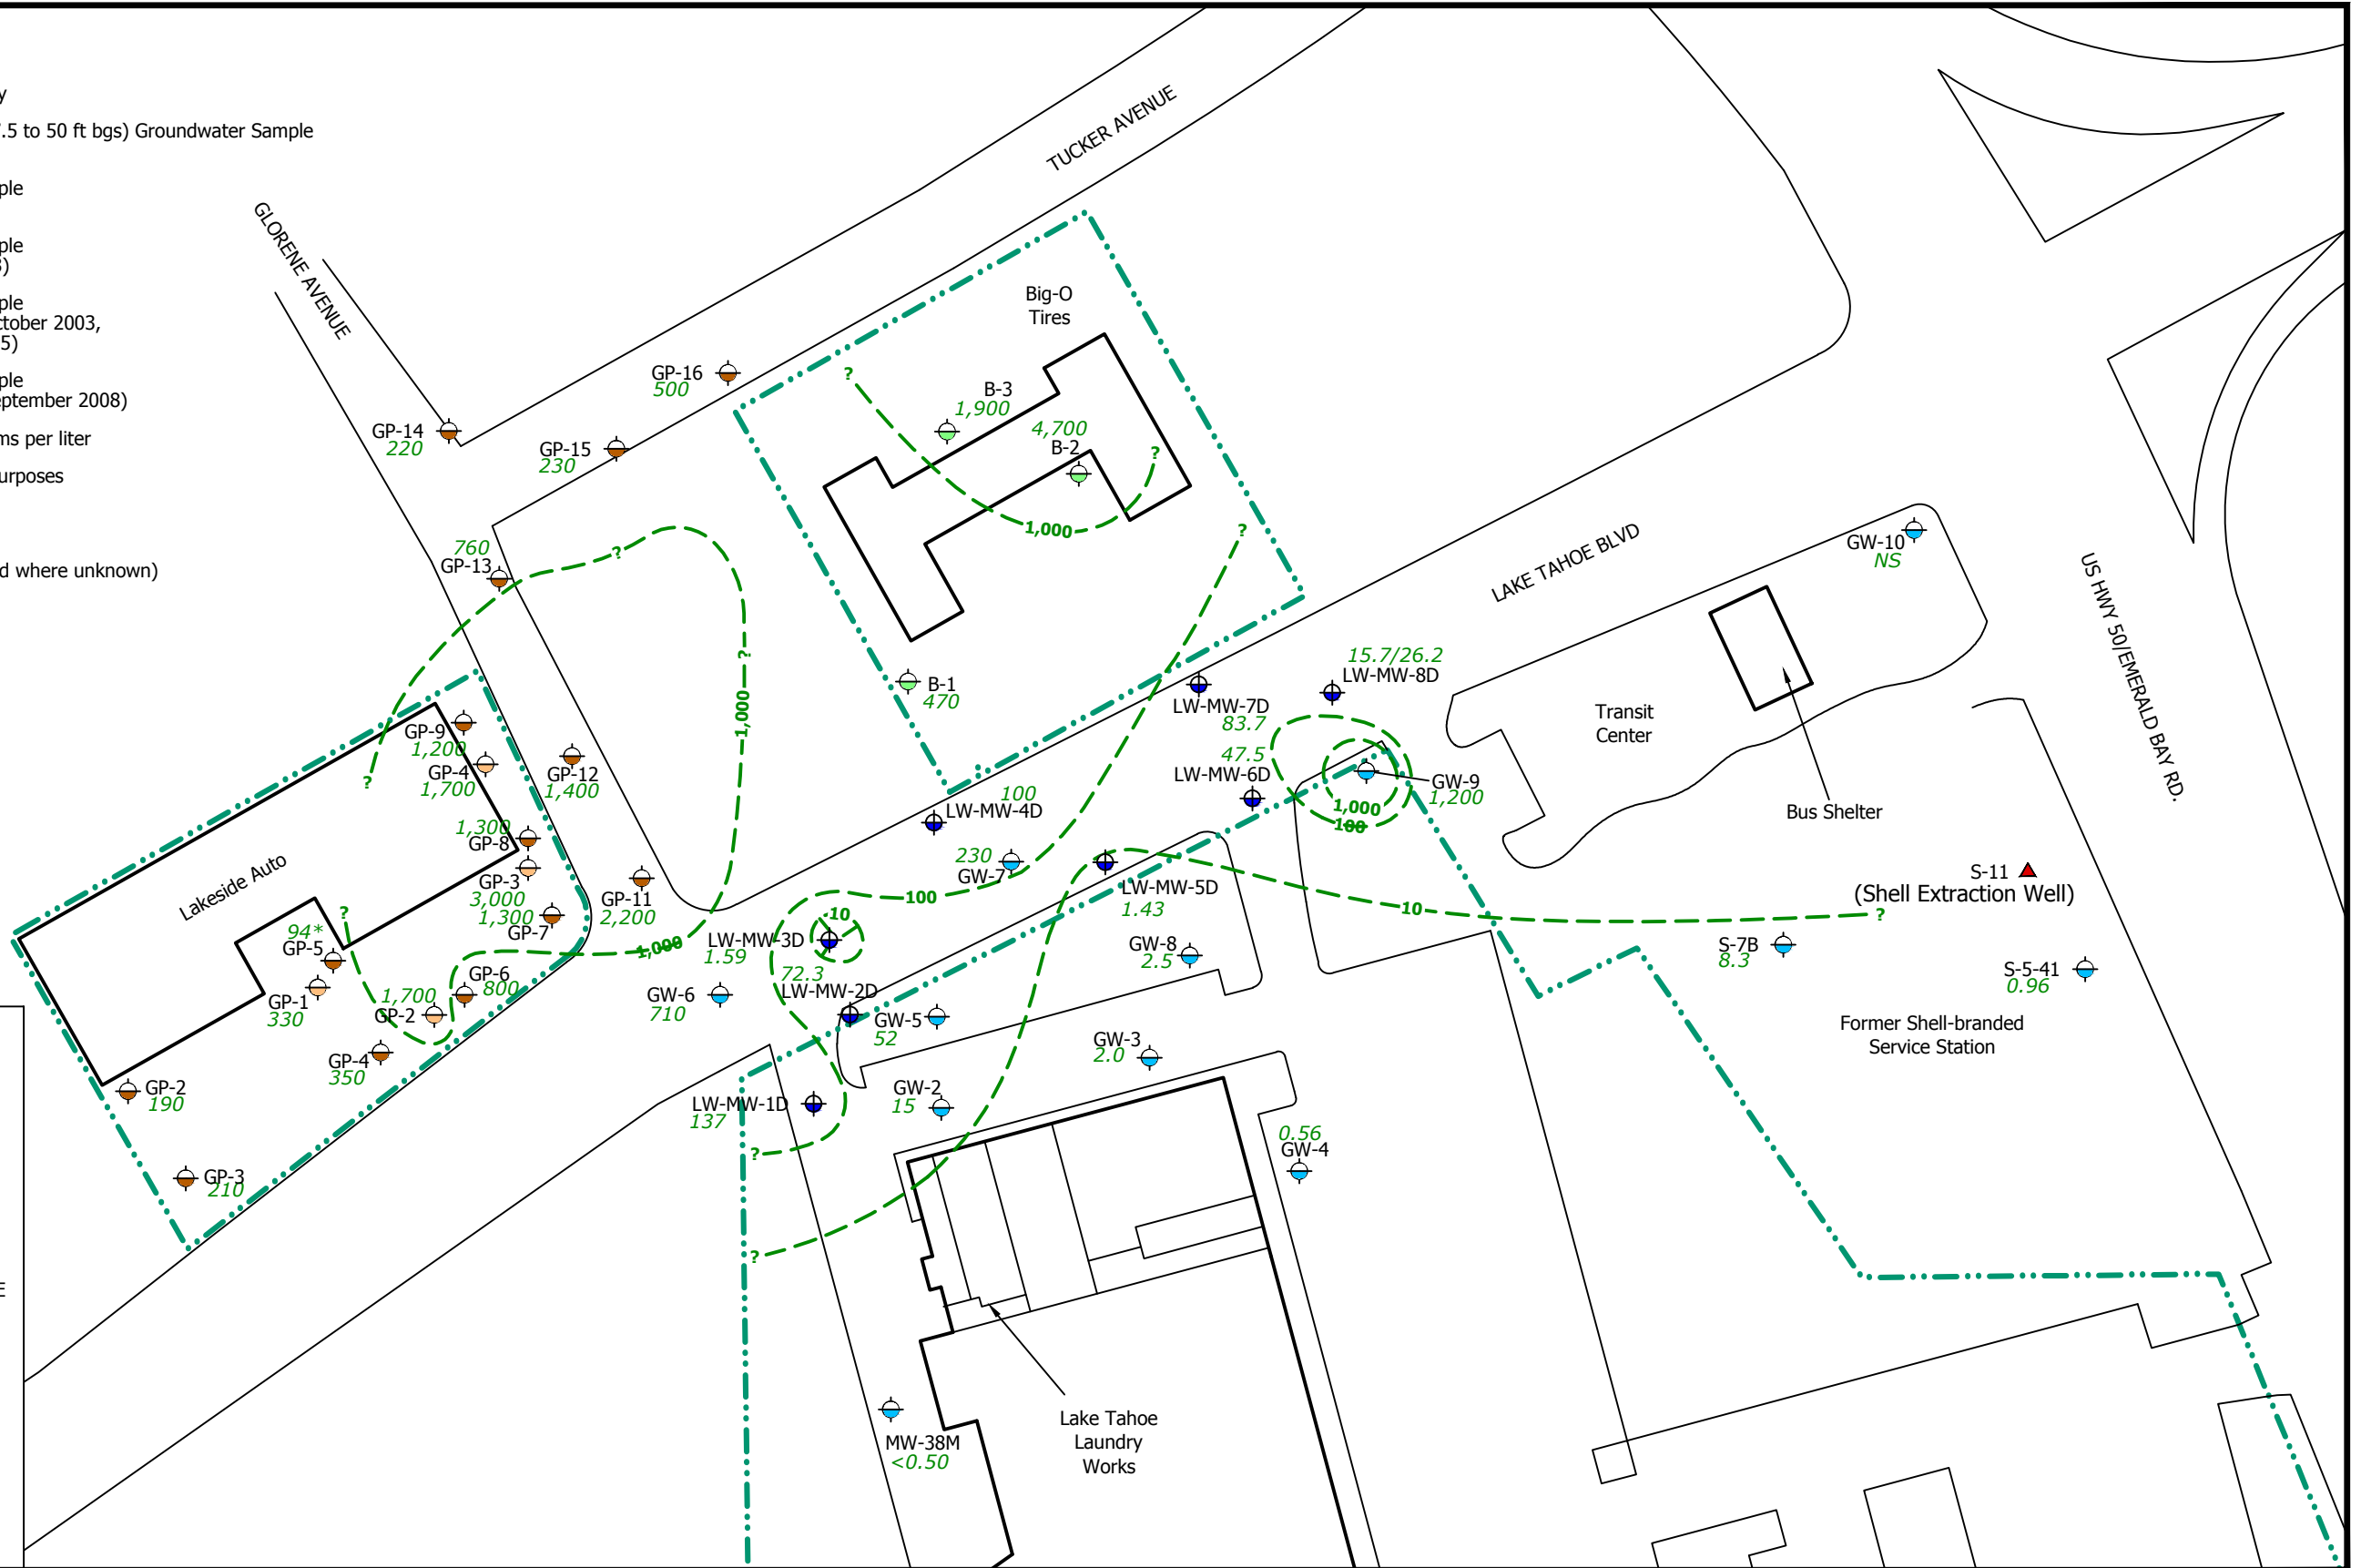 y
.5 to 50 ft bgs) Groundwater Sample
ple
ple
ple
ctober 2003,
5)
ple
eptember 2008)
ms per liter
urposes
d where unknown)
TUCKER AVENUE
GLORENE AVENUE
Big-O
Tires
GP-16
500
B-3
1,900
4,700
B-2
GP-14
220
GP-15
230
?
?
1,000
?
?
LAKE TAHOE BLVD
GW-10
NS
US HWY 50/EMERALD BAY RD.
760
GP-13
?
1,000
B-1
470
15.7/26.2
LW-MW-8D
LW-MW-7D
83.7
47.5
LW-MW-6D
Transit
Center
Bus Shelter
GP-9
1,200
GP-4
1,700
?
GP-12
1,400
GW-9
1,200
1,000
100
100
LW-MW-4D
1,300
GP-8
Lakeside Auto
GP-3
3,000
1,300
GP-7
GP-11
2,200
230
GW-7
LW-MW-5D
1.43
S-11
(Shell Extraction Well)
100
10
10
?
?
94*
GP-5
1,000
LW-MW-3D
1.59
GW-8
2.5
S-7B
8.3
S-5-41
0.96
GP-6
800
1,700
GP-2
GP-1
330
GW-6
710
72.3
LW-MW-2D
GW-5
52
GW-3
2.0
Former Shell-branded
Service Station
GP-4
350
GP-2
190
LW-MW-1D
137
GW-2
15
0.56
GW-4
?
GP-3
210
?
E
Lake Tahoe
Laundry
Works
MW-38M
<0.50